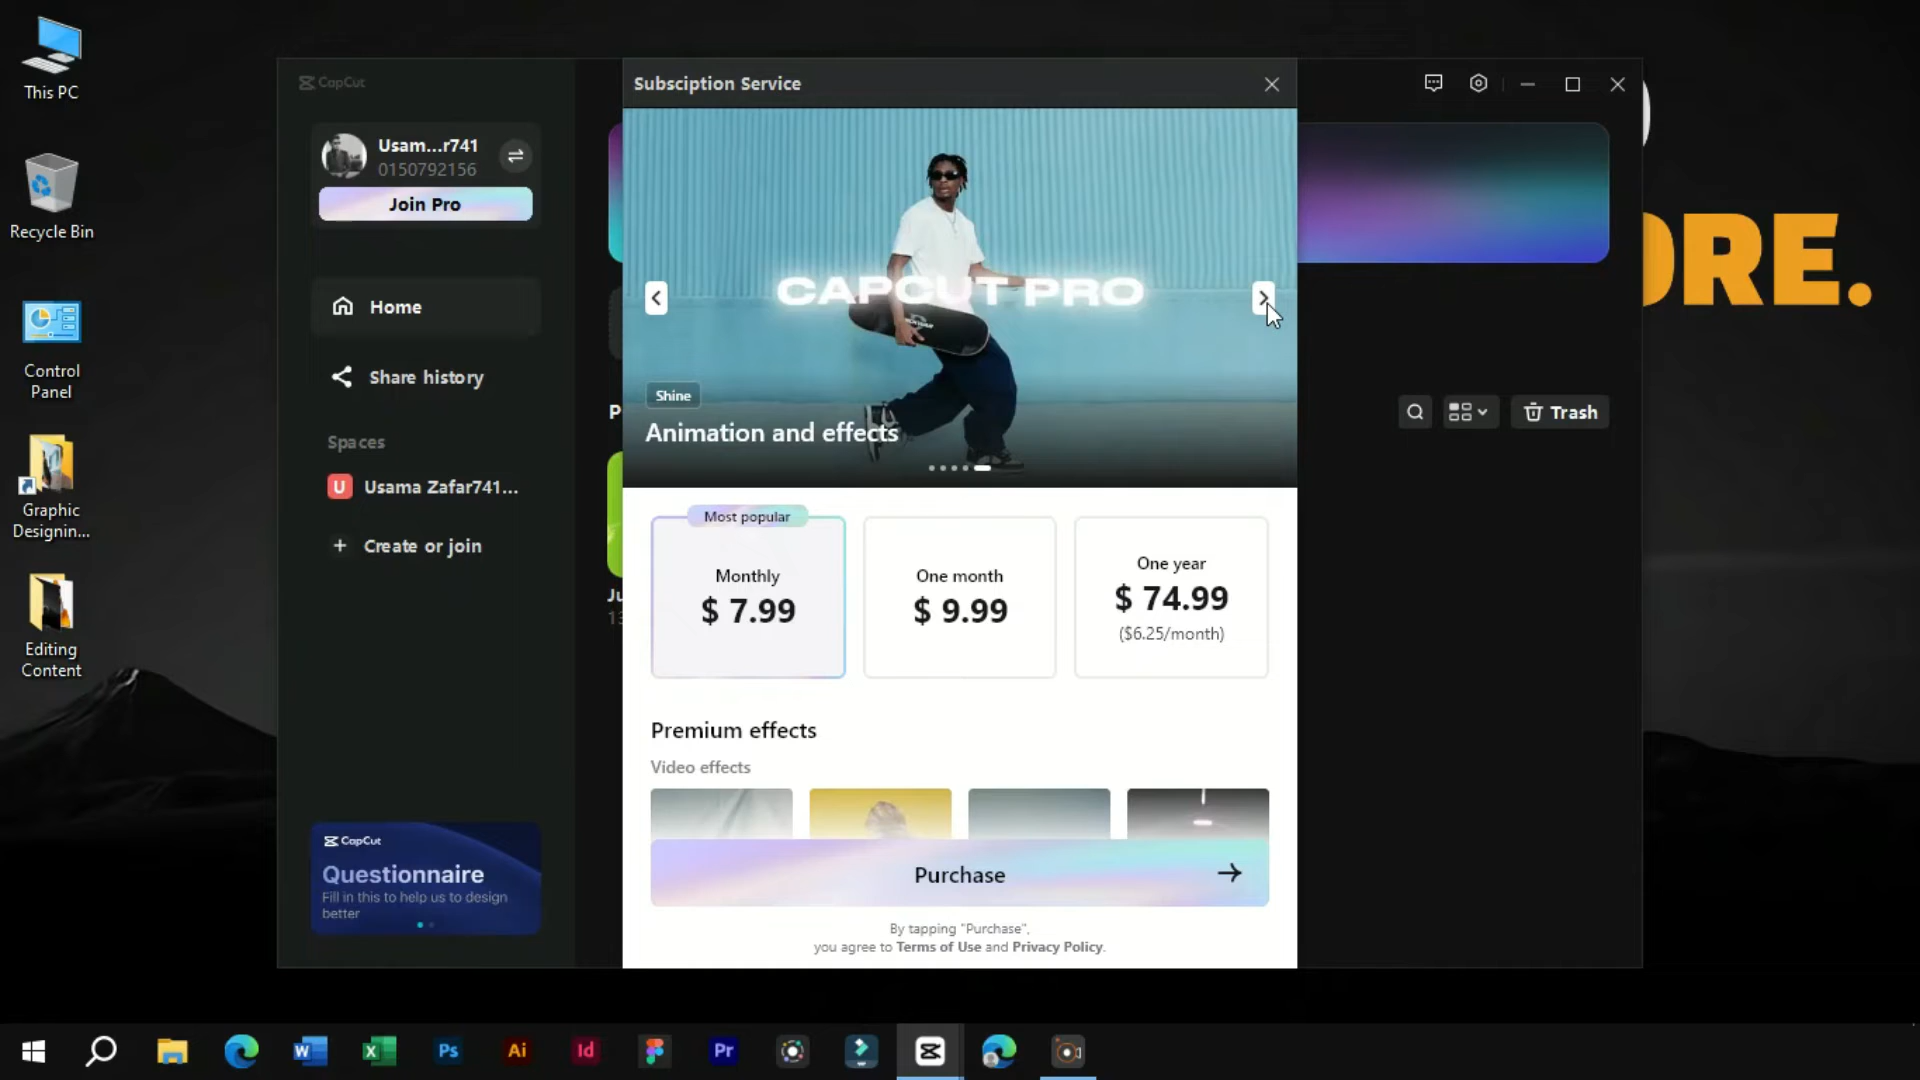 This PC
Recycle Bin
Control
Panel
Graphic
Designin...
Editing
Content
CapCut
Usam...r741
0150792156
Join Pro
Home
Share history
Spaces
U
Usama Zafar741...
+ Create or join
CapCut
Questionnaire
Fill in this to help us to design
better
Subsciption Service
CAPCUT PRO
Shine
Animation and effects
Most popular
Monthly
$ 7.99
One month
$ 9.99
One year
$ 74.99
($6.25/month)
Premium effects
Video effects
Purchase
By tapping "Purchase",
you agree to Terms of Use and Privacy Policy.
P
Ju
Trash
ORE.
W
X
Ps
Ai
Id
Pr